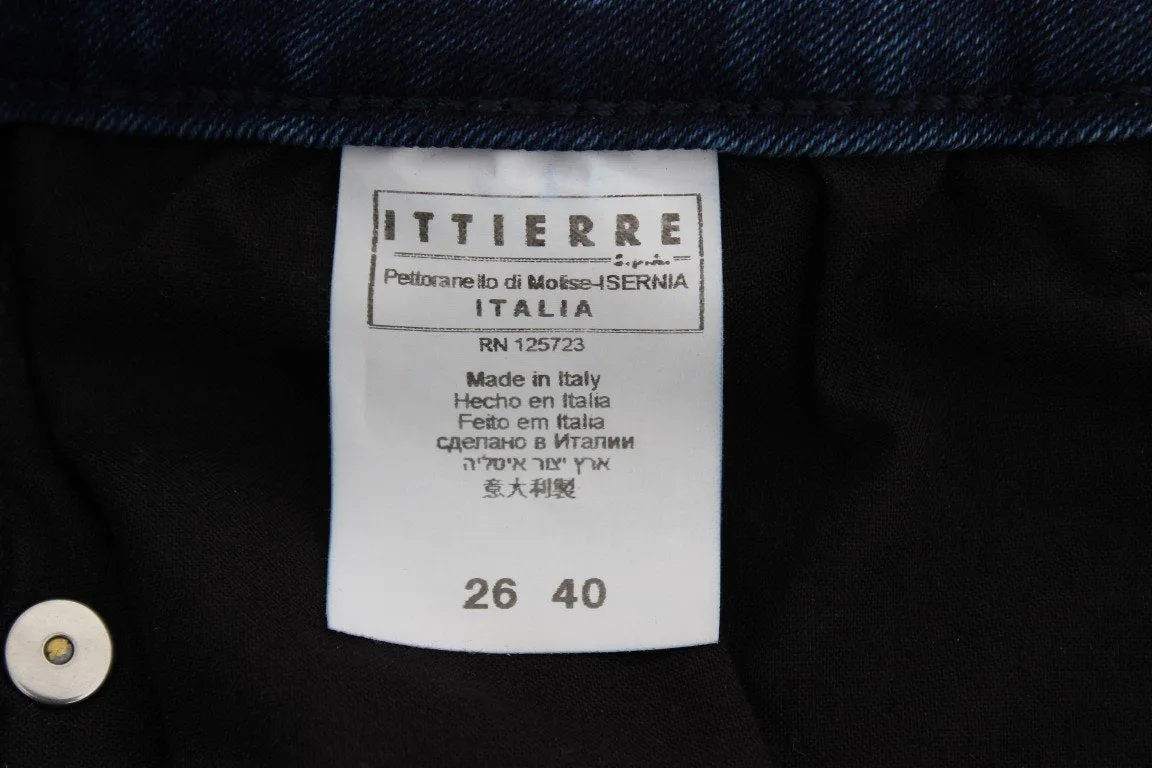 ITTIERRE
S.p.A.
Pettoranello di Molise-ISERNIA
ITALIA
RN 125723
Made in Italy
Hecho en Italia
Feito em Italia
сделано в Италии
ארץ יצור איטליה
意大利製
26 40